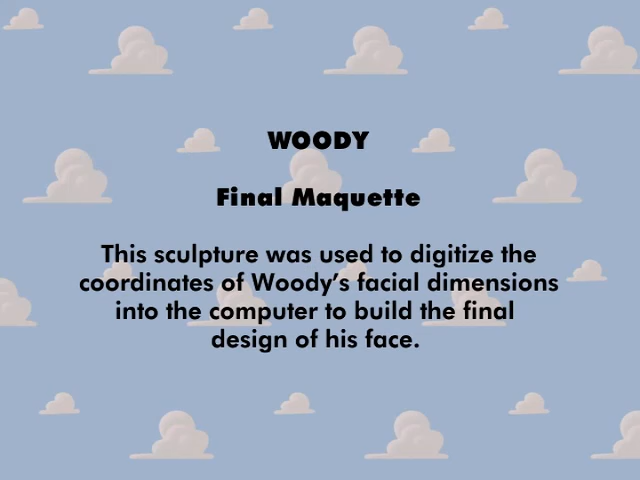 WOODY
Final Maquette
This sculpture was used to digitize the
coordinates of Woody's facial dimensions
into the computer to build the final
design of his face.